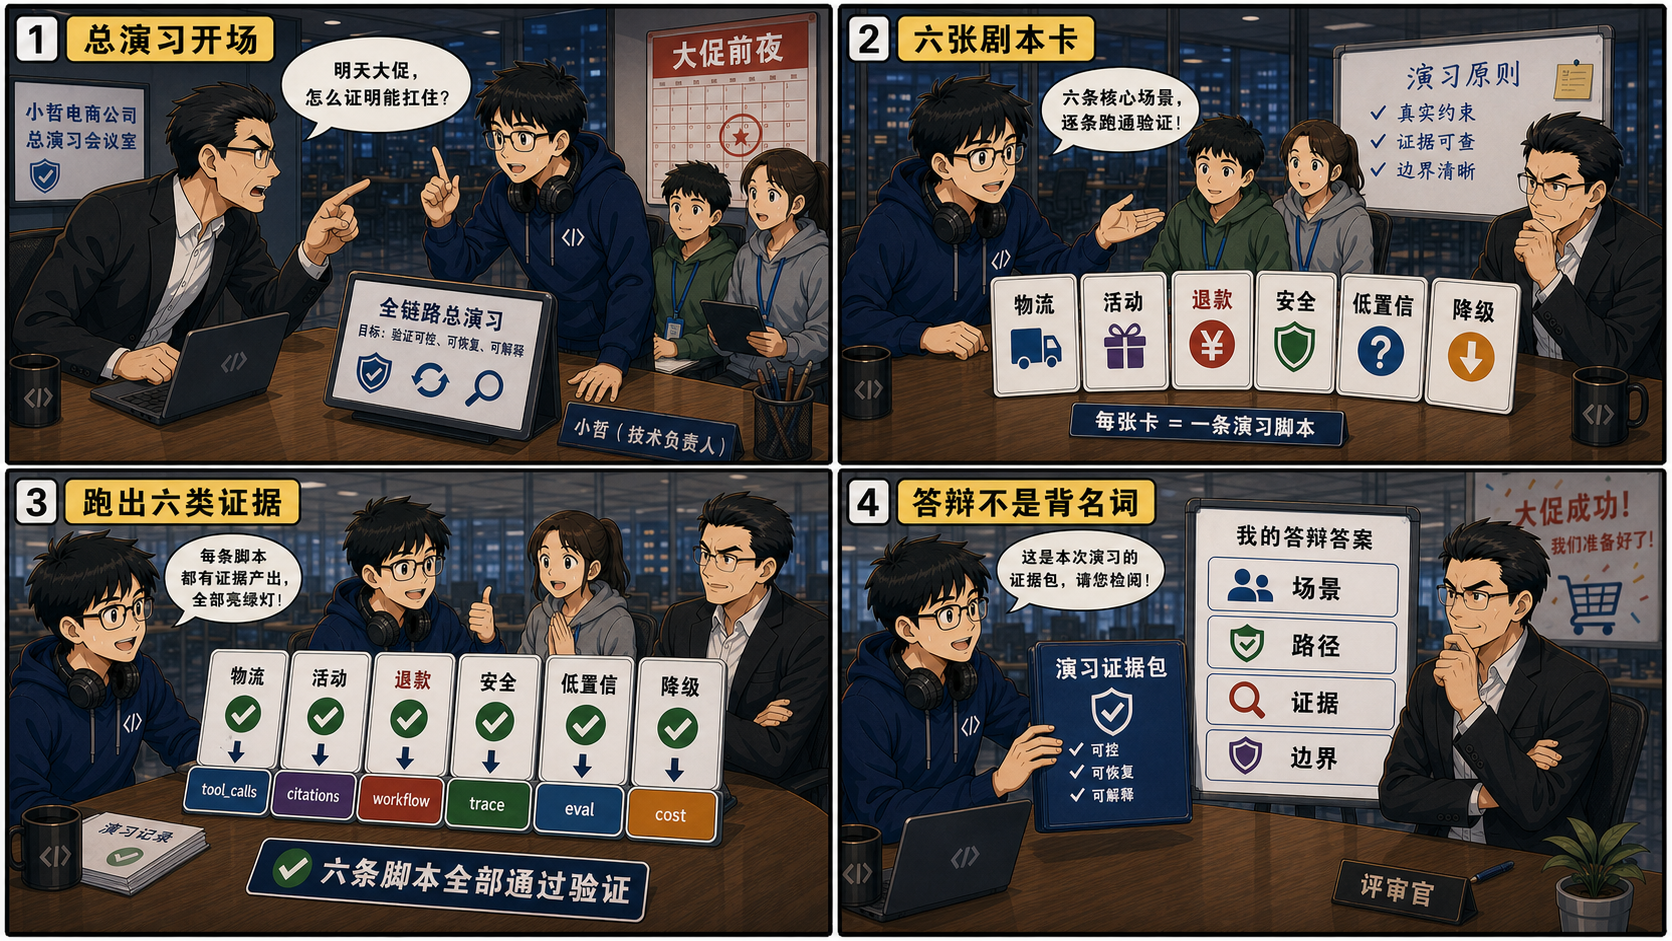 1 总演习开场
小哲电商公司
总演习会议室
明天大促，
怎么证明能扛住？
大促前夜
</>
</>
</>
全链路总演习
目标：验证可控、可恢复、可解释
小哲（技术负责人）
2 六张剧本卡
六条核心场景，
逐条跑通验证！
演习原则
✓ 真实约束
✓ 证据可查
✓ 边界清晰
</>
物流
活动
退款
¥
安全
低置信
?
降级
</>
</>
每张卡 = 一条演习脚本
3 跑出六类证据
每条脚本
都有证据产出，
全部亮绿灯！
</>
物流
活动
退款
安全
低置信
降级
tool_calls
citations
workflow
trace
eval
cost
</>
演习记录
六条脚本全部通过验证
4 答辩不是背名词
这是本次演习的
证据包，请您检阅！
</>
演习证据包
✓ 可控
✓ 可恢复
✓ 可解释
我的答辩答案
场景
路径
证据
边界
大促成功！
我们准备好了！
</>
</>
评审官